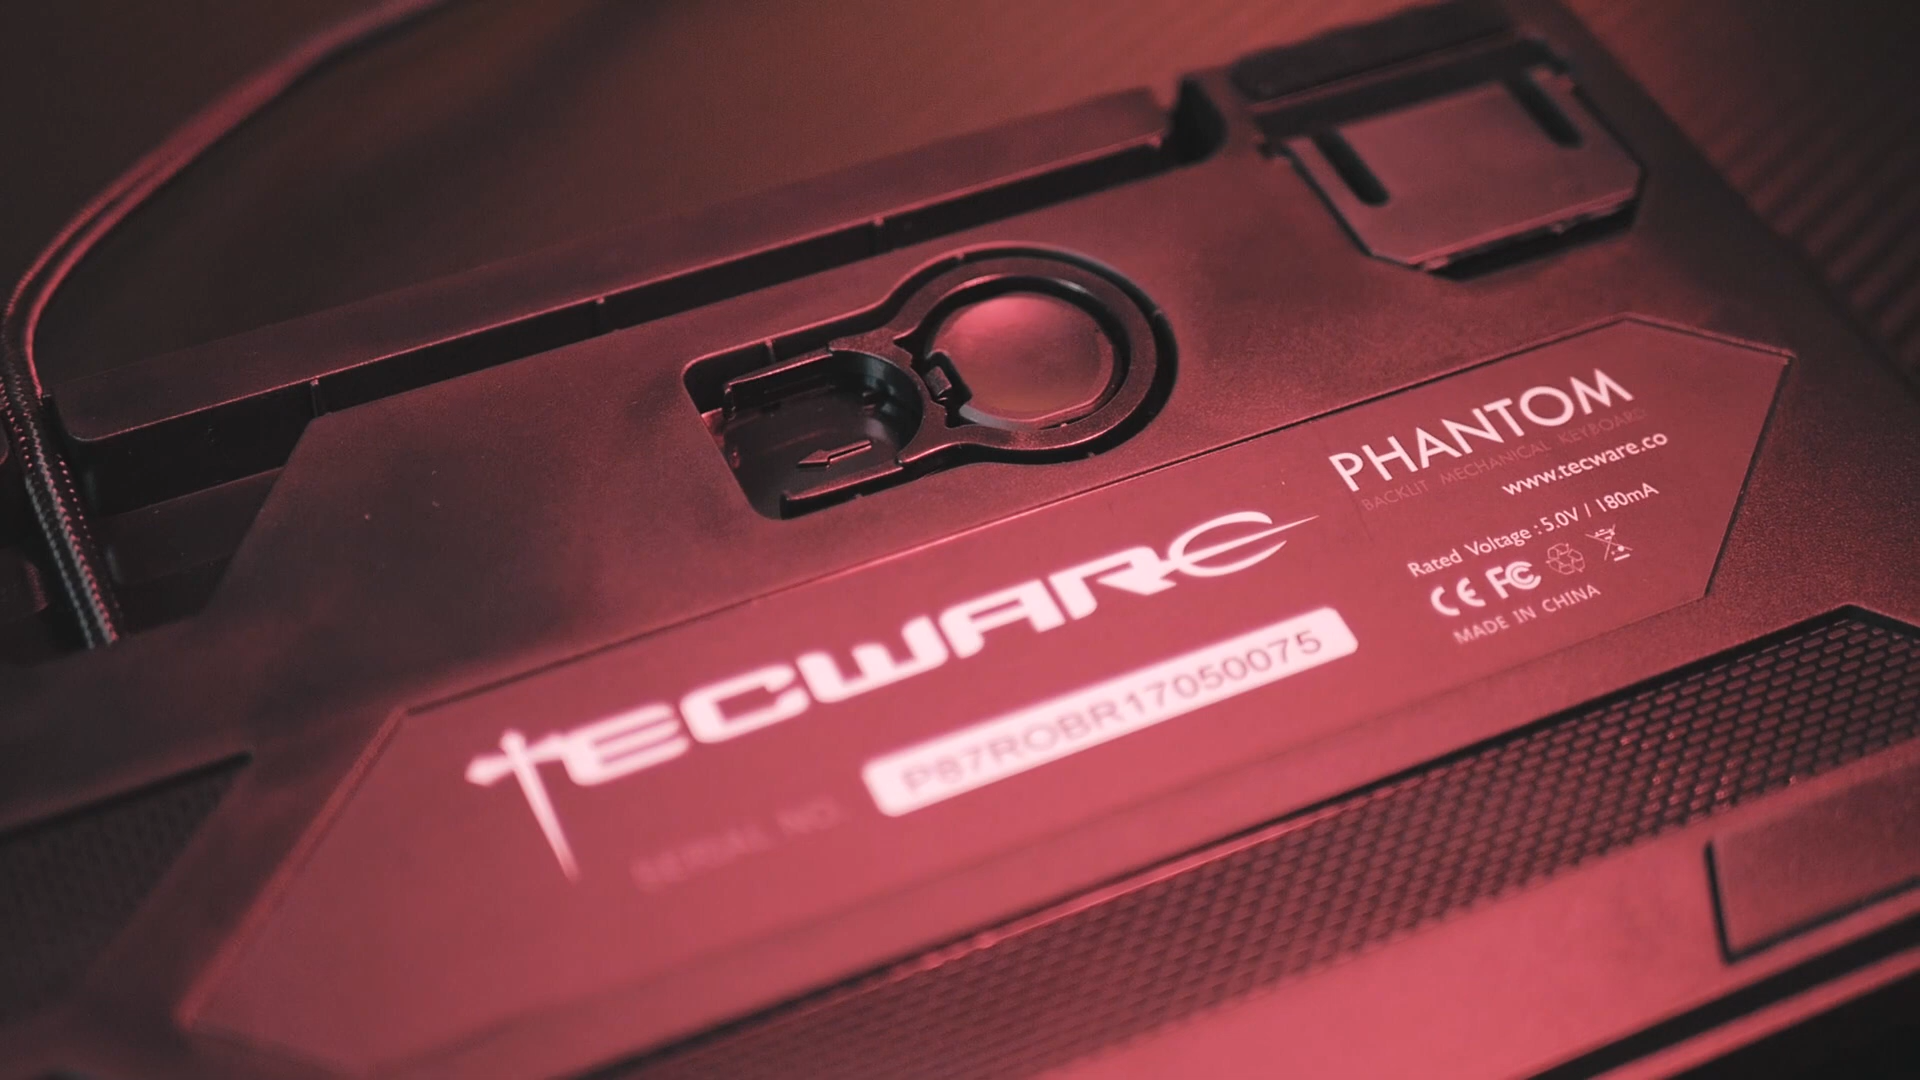 PHANTOM
BACKLIT MECHANICAL KEYBOARD
www.tecware.co
Rated Voltage : 5.0V / 180mA
CE FC
MADE IN CHINA
TECWARE
SERIAL NO. P87ROBR17050075